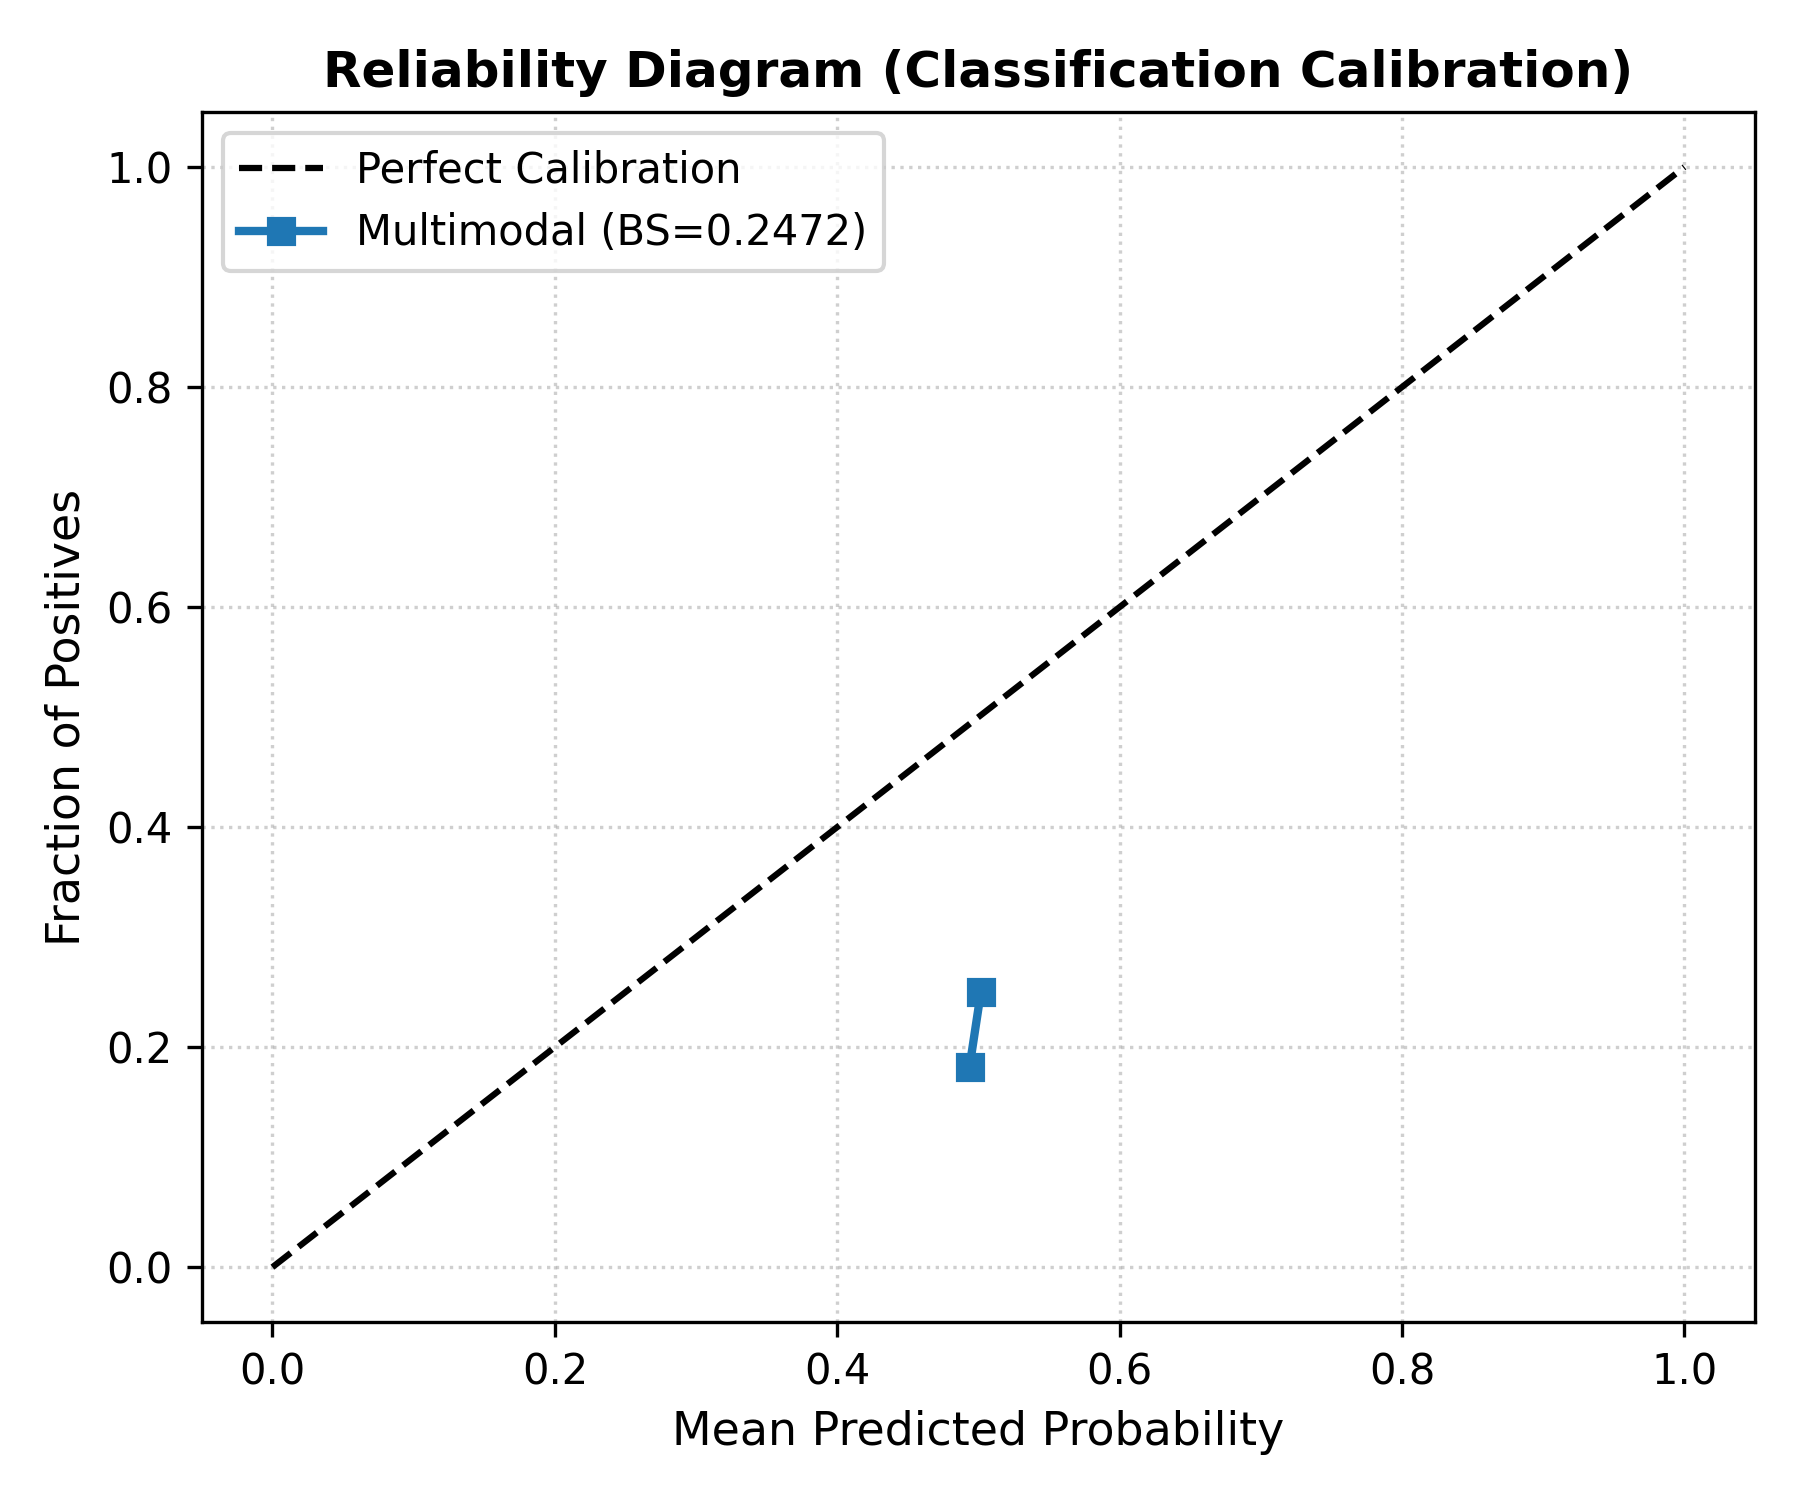 Reliability Diagram (Classification Calibration)
Perfect Calibration
Multimodal (BS=0.2472)
Fraction of Positives
1.0
0.8
0.6
0.4
0.2
0.0
0.0 0.2 0.4 0.6 0.8 1.0
Mean Predicted Probability